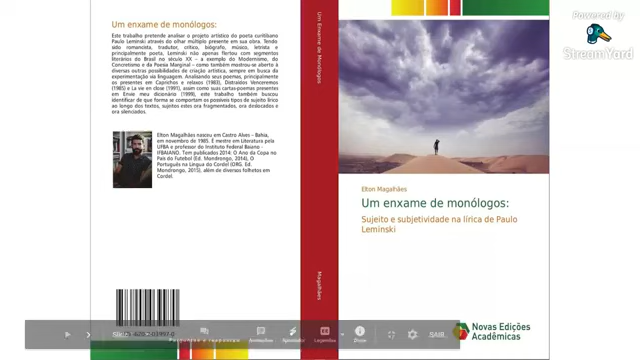 Um enxame de monólogos:
Este trabalho pretende analisar o projeto artístico do poeta curitibano
Paulo Leminski através do olhar múltiplo presente em sua obra. Tendo
sido romancista, tradutor, crítico, biógrafo, músico, letrista e
principalmente poeta, Leminski não apenas flertou com segmentos
literários do Brasil no século XX – a exemplo do Modernismo, do
Concretismo e da Poesia Marginal – como também mostrou-se aberto à
diversas outras possibilidades de criação artística, sempre em busca da
experimentação via linguagem. Analisando seus poemas, principalmente
os presentes em Caprichos e relaxos (1983), Distraídos Venceremos
(1985) e La vie en close (1991), assim como suas cartas-poemas presentes
em Envie meu dicionário (1999), este trabalho também buscou
identificar de que forma se comportam os possíveis tipos de sujeito lírico
ao longo dos textos, sujeitos estes ora fragmentados, ora deslocados e
ora silenciados.
Elton Magalhães nasceu em Castro Alves – Bahia,
em novembro de 1985. É mestre em Literatura pela
UFBA e professor do Instituto Federal Baiano -
IFBAIANO. Tem publicados 2014: O Ano da Copa no
País do Futebol (Ed. Mondrongo, 2014), O
Português na Língua do Cordel (ORG. Ed.
Mondrongo, 2015), além de diversos folhetos em
Cordel.
Um Enxame de Monólogos
Magalhães
Elton Magalhães
Um enxame de monólogos:
Sujeito e subjetividade na lírica de Paulo
Leminski
Novas Edições
Acadêmicas
Powered by
StreamYard
Legendas
SAIR